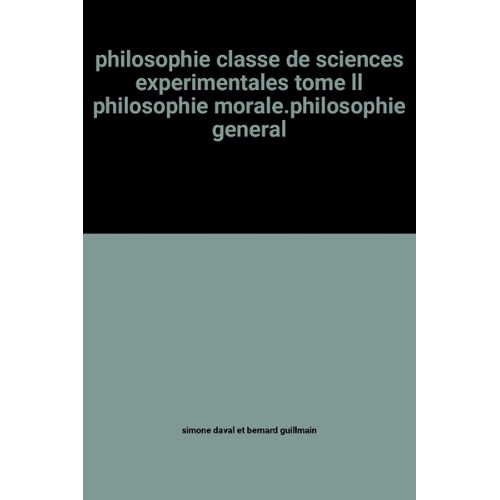 philosophie classe de sciences
experimentales tome ll
philosophie morale.philosophie
general
simone daval et bernard guillmain